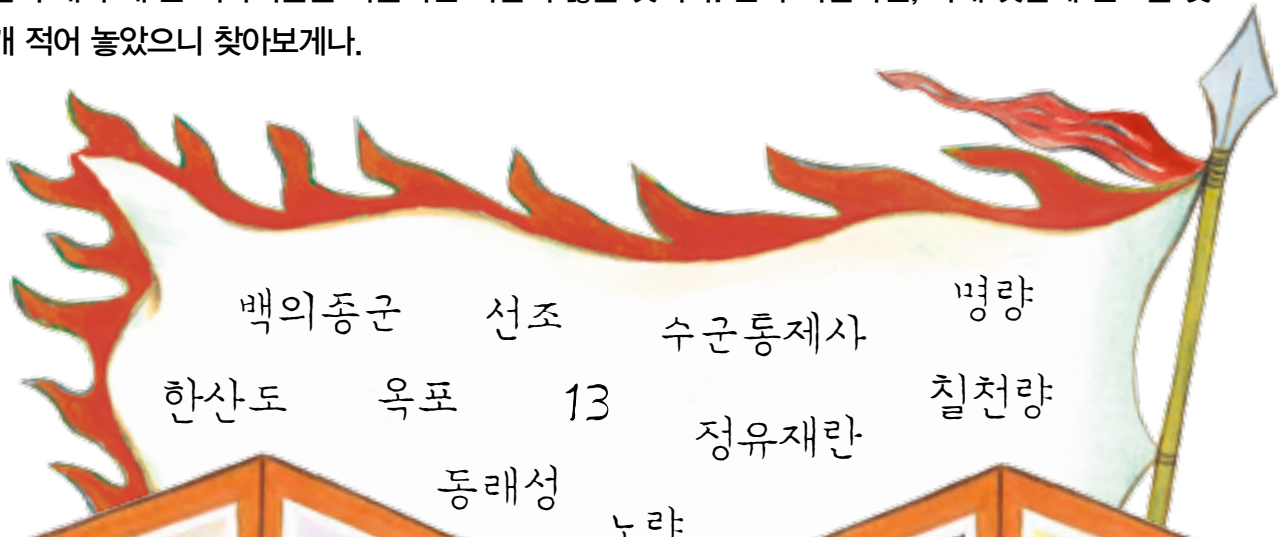 적어 놓았으니 찾아보게나.
백의종군 선조 수군통제사 명량
한산도 옥포 13 정유재란 칠천량
동래성
노량